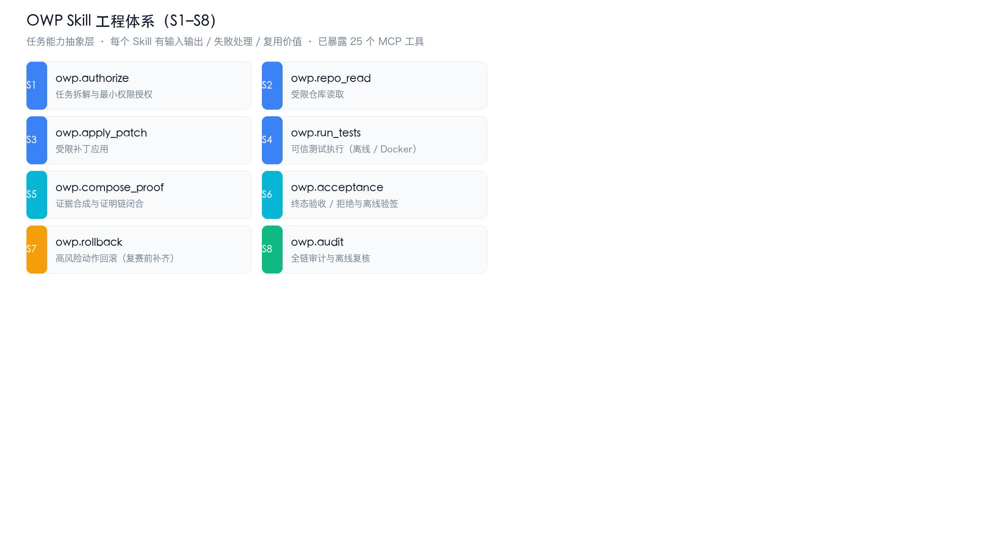 OWP Skill 工程体系（S1–S8）
任务能力抽象层 · 每个 Skill 有输入输出 / 失败处理 / 复用价值 · 已暴露 25 个 MCP 工具
S1
owp.authorize
任务拆解与最小权限授权
S2
owp.repo_read
受限仓库读取
S3
owp.apply_patch
受限补丁应用
S4
owp.run_tests
可信测试执行（离线 / Docker）
S5
owp.compose_proof
证据合成与证明链闭合
S6
owp.acceptance
终态验收 / 拒绝与离线验签
S7
owp.rollback
高风险动作回滚（复赛前补齐）
S8
owp.audit
全链审计与离线复核